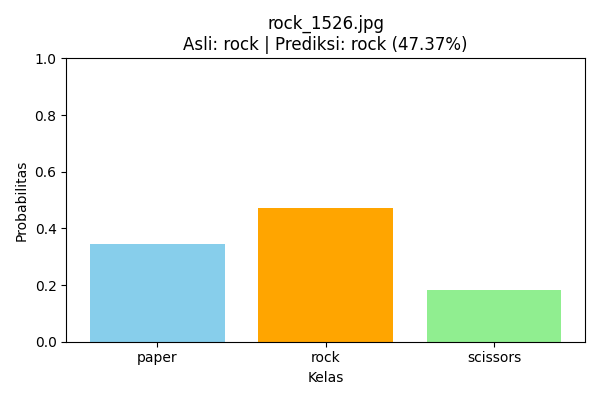 rock_1526.jpg
Asli: rock | Prediksi: rock (47.37%)
1.0
0.8
0.6
0.4
0.2
0.0
Probabilitas
paper rock scissors
Kelas